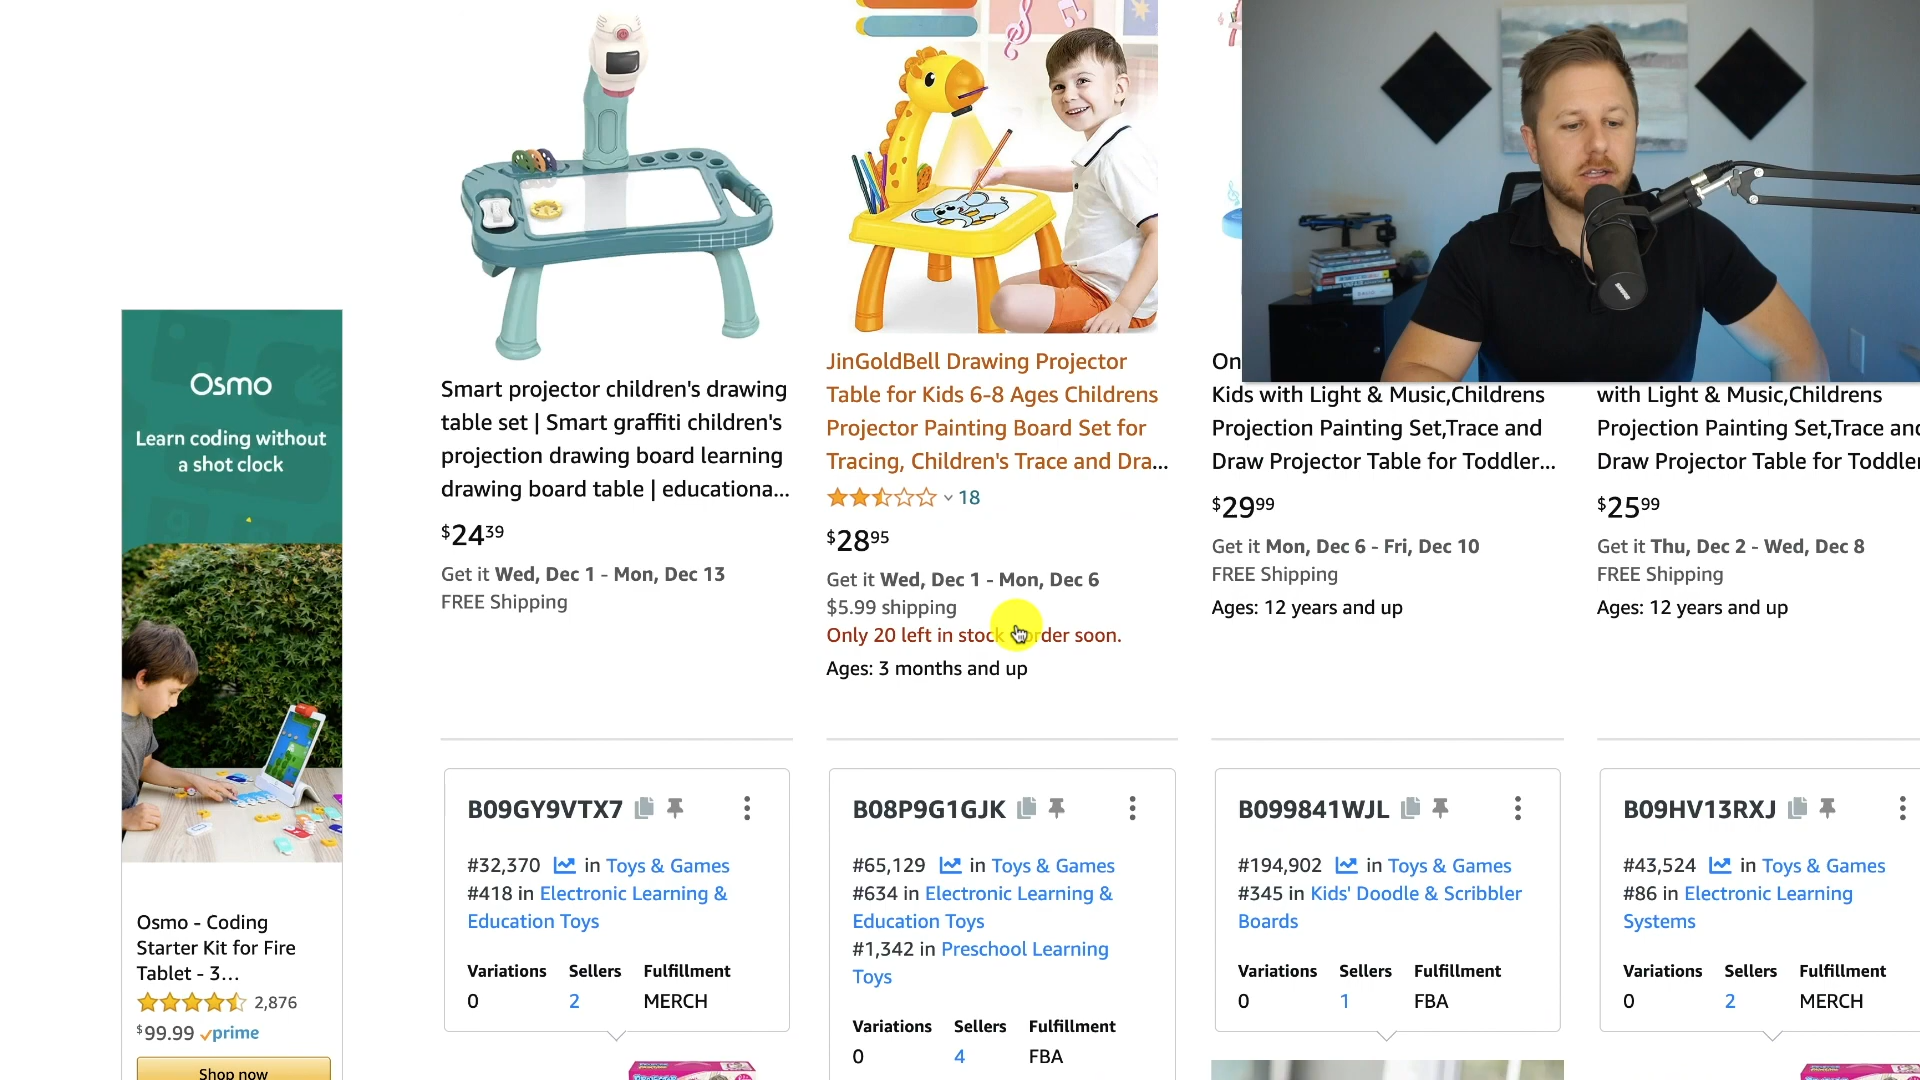 Osmo
Learn coding without
a shot clock
Osmo - Coding
Starter Kit for Fire
Tablet - 3...
2,876
$99.99 prime
Shop now
Smart projector children's drawing
table set | Smart graffiti children's
projection drawing board learning
drawing board table | educationa...
$24.39
Get it Wed, Dec 1 - Mon, Dec 13
FREE Shipping
JinGoldBell Drawing Projector
Table for Kids 6-8 Ages Childrens
Projector Painting Board Set for
Tracing, Children's Trace and Dra...
18
$28.95
Get it Wed, Dec 1 - Mon, Dec 6
$5.99 shipping
Only 20 left in stock order soon.
Ages: 3 months and up
On
Kids with Light & Music,Childrens
Projection Painting Set,Trace and
Draw Projector Table for Toddler...
$29.99
Get it Mon, Dec 6 - Fri, Dec 10
FREE Shipping
Ages: 12 years and up
with Light & Music,Childrens
Projection Painting Set,Trace and
Draw Projector Table for Toddler
$25.99
Get it Thu, Dec 2 - Wed, Dec 8
FREE Shipping
Ages: 12 years and up
B09GY9VTX7
#32,370 in Toys & Games
#418 in Electronic Learning &
Education Toys
Variations Sellers Fulfillment
0 2 MERCH
B08P9G1GJK
#65,129 in Toys & Games
#634 in Electronic Learning &
Education Toys
#1,342 in Preschool Learning
Toys
Variations Sellers Fulfillment
0 4 FBA
B099841WJL
#194,902 in Toys & Games
#345 in Kids' Doodle & Scribbler
Boards
Variations Sellers Fulfillment
0 1 FBA
B09HV13RXJ
#43,524 in Toys & Games
#86 in Electronic Learning
Systems
Variations Sellers Fulfillment
0 2 MERCH